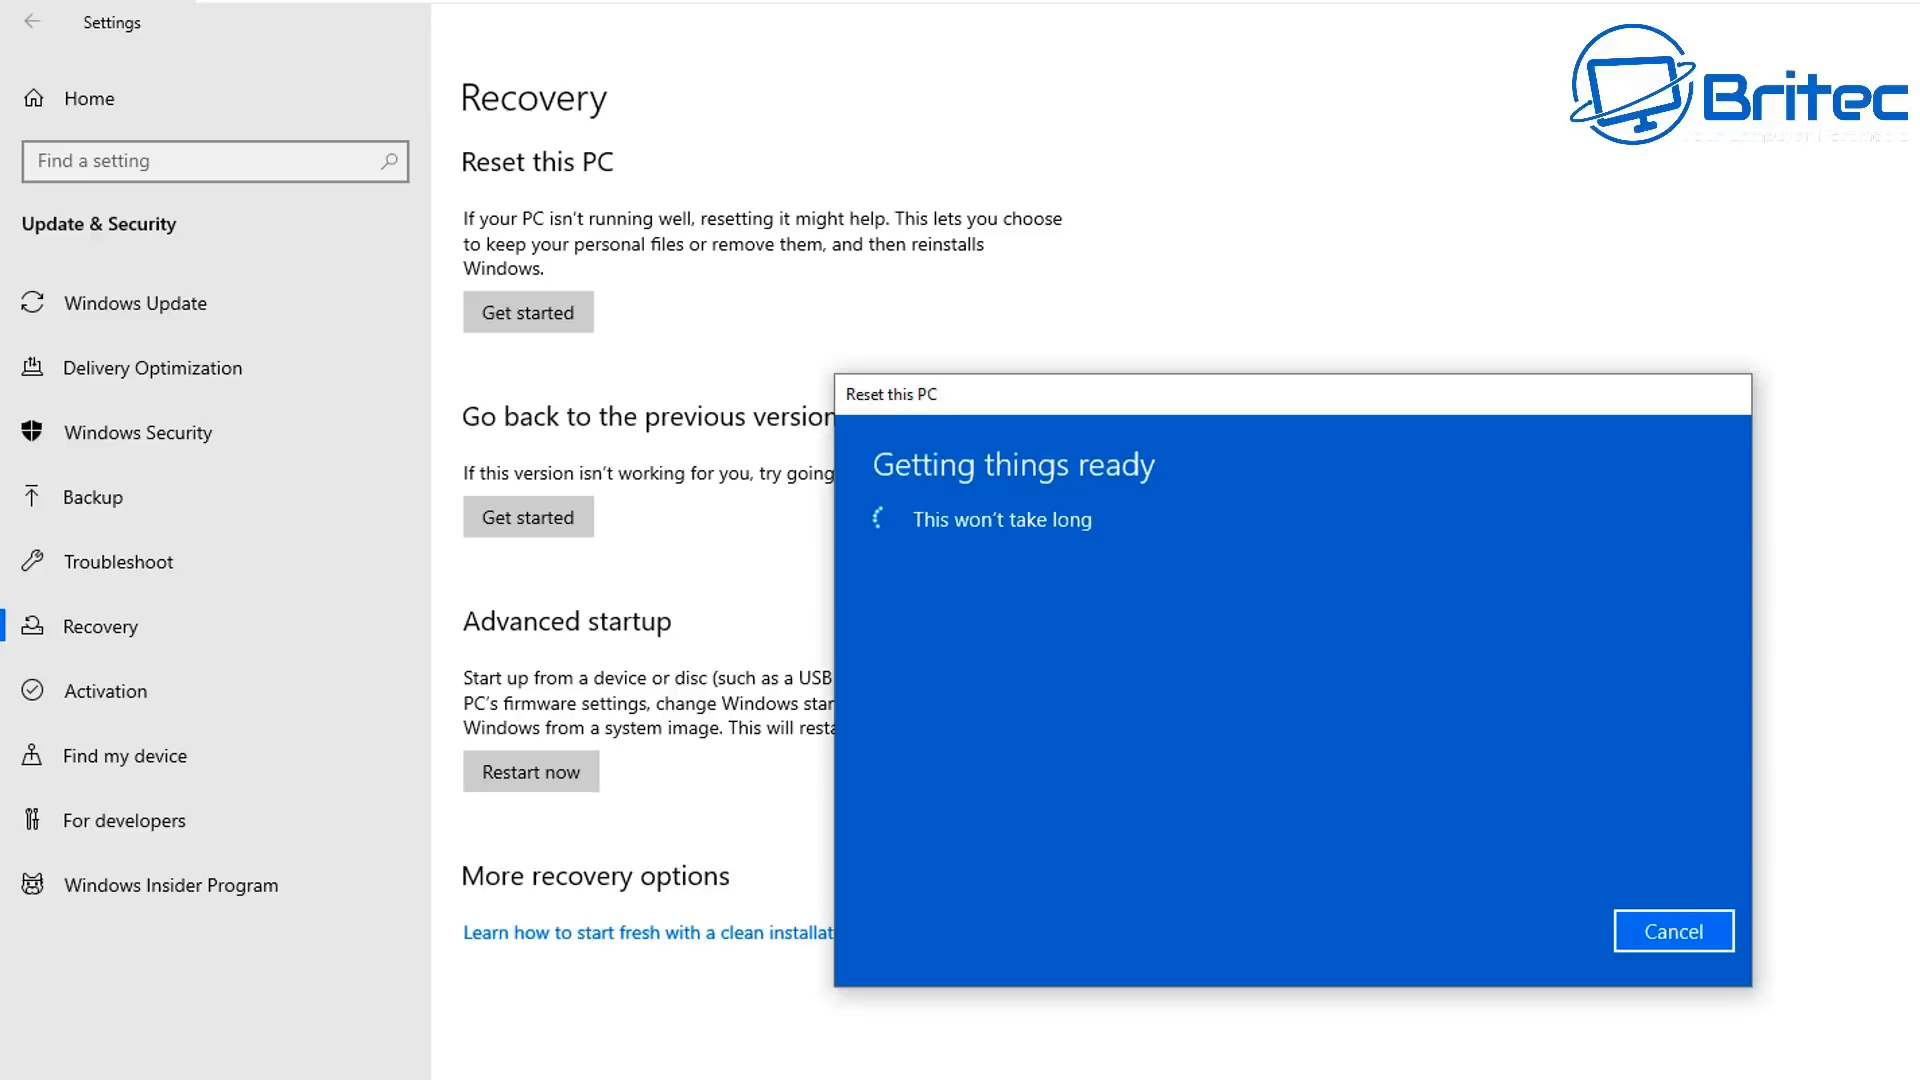 Settings
Home
Find a setting
Update & Security
Windows Update
Delivery Optimization
Windows Security
Backup
Troubleshoot
Recovery
Activation
Find my device
For developers
Windows Insider Program
Recovery
Reset this PC
If your PC isn't running well, resetting it might help. This lets you choose
to keep your personal files or remove them, and then reinstalls
Windows.
Get started
Go back to the previous version
If this version isn't working for you, try going
Get started
Advanced startup
Start up from a device or disc (such as a USB
PC's firmware settings, change Windows star
Windows from a system image. This will resta
Restart now
More recovery options
Learn how to start fresh with a clean installat
Reset this PC
Getting things ready
This won't take long
Cancel
Britec